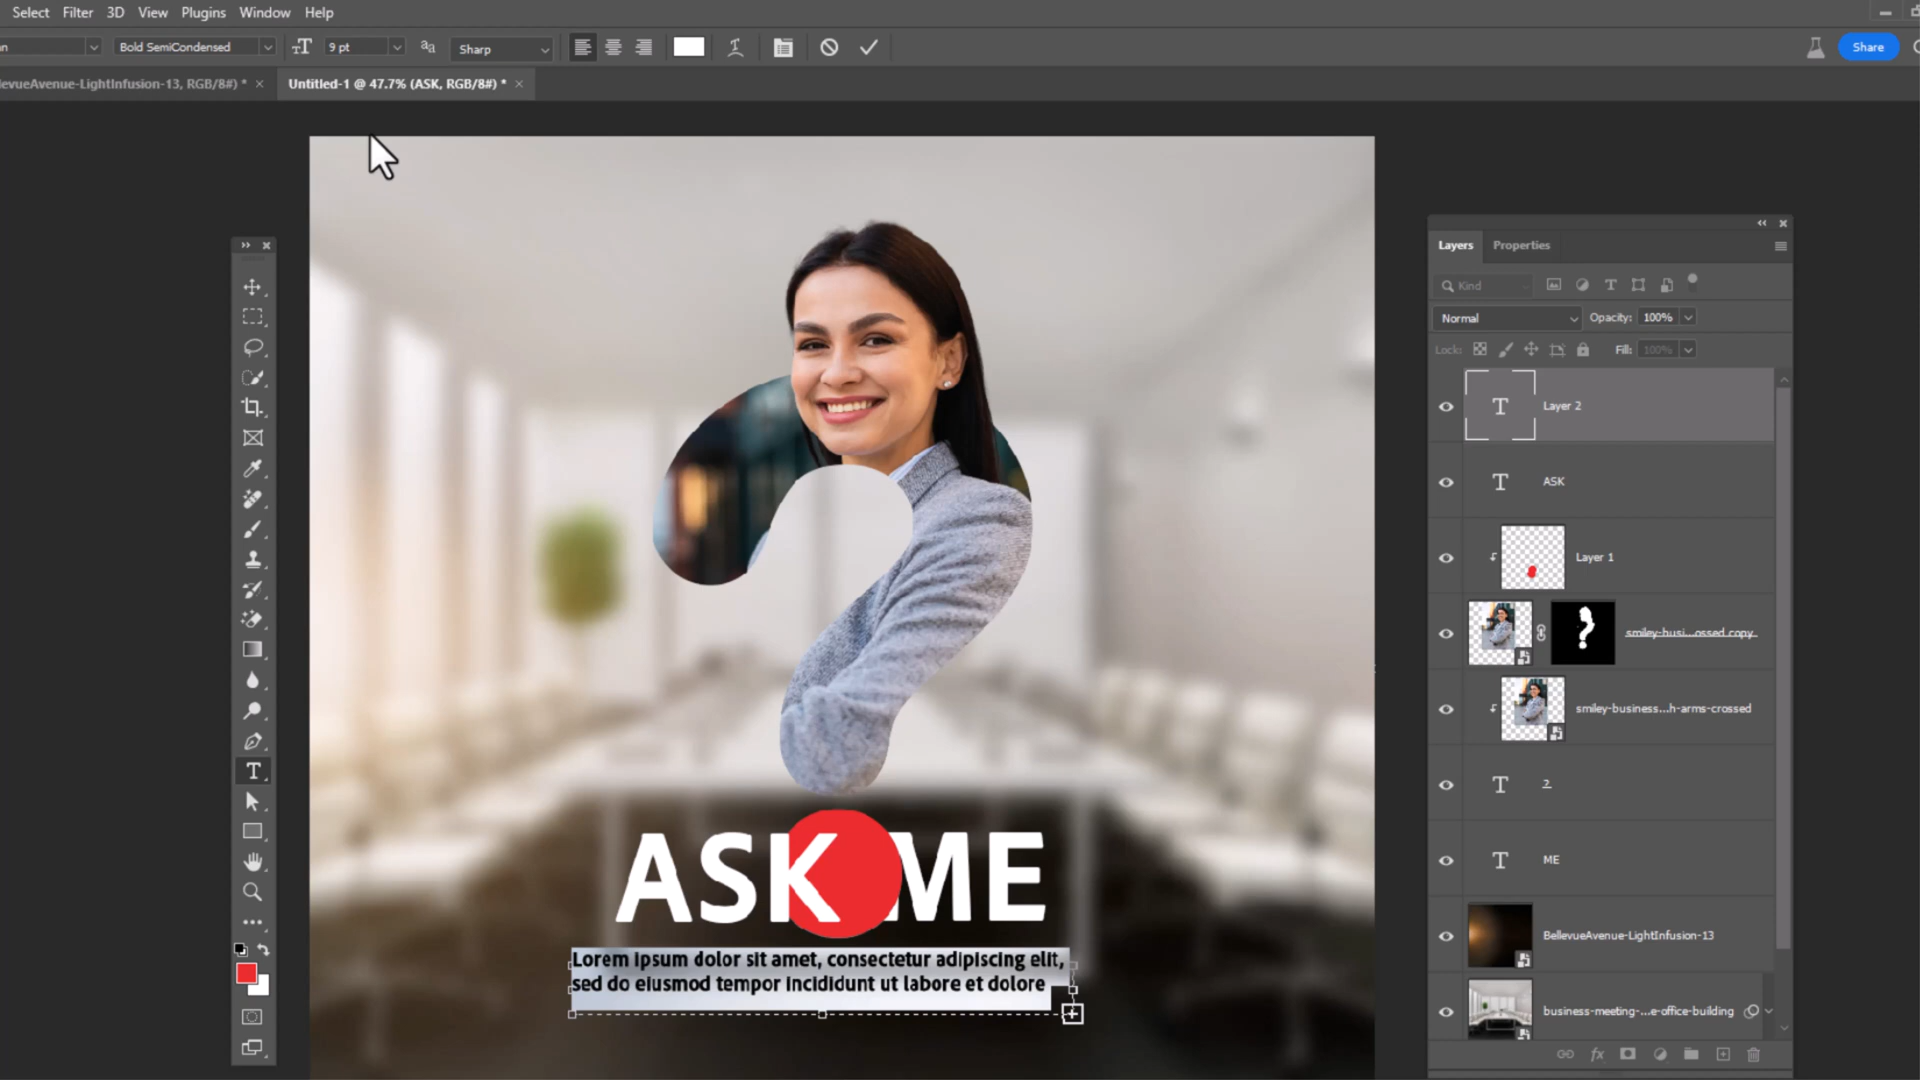 Select Filter 3D View Plugins Window Help
Bold SemiCondensed 9 pt Sharp Share
evueAvenue-LightInfusion-13, RGB/8#) * Untitled-1 @ 47.7% (ASK, RGB/8#) *
Layers Properties
Kind
Normal Opacity: 100%
Lock: Fill: 100%
Layer 2
ASK
Layer 1
smiley-busi...ossed copy
smiley-business...h-arms-crossed
?
ME
BellevueAvenue-LightInfusion-13
business-meeting-...e-office-building
ASK ME
Lorem ipsum dolor sit amet, consectetur adipiscing elit,
sed do eiusmod tempor incididunt ut labore et dolore